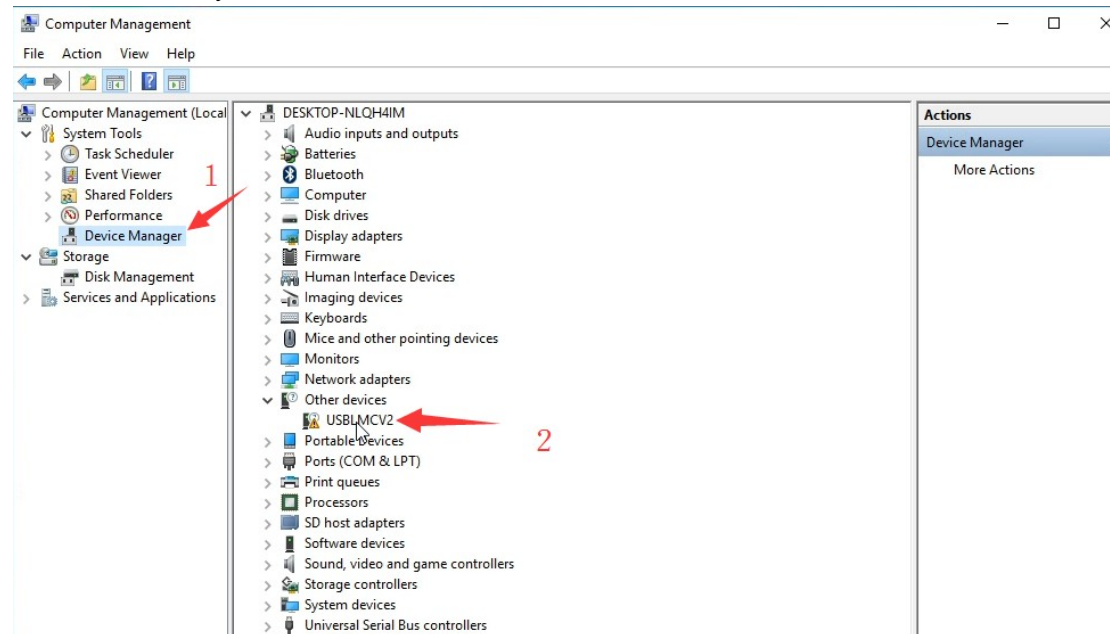 Computer Management
File Action View Help
Computer Management (Local
System Tools
Task Scheduler
Event Viewer
Shared Folders
Performance
Device Manager
Storage
Disk Management
Services and Applications
1
DESKTOP-NLQH4IM
Audio inputs and outputs
Batteries
Bluetooth
Computer
Disk drives
Display adapters
Firmware
Human Interface Devices
Imaging devices
Keyboards
Mice and other pointing devices
Monitors
Network adapters
Other devices
USBLMCV2
2
Portable Devices
Ports (COM & LPT)
Print queues
Processors
SD host adapters
Software devices
Sound, video and game controllers
Storage controllers
System devices
Universal Serial Bus controllers
Actions
Device Manager
More Actions